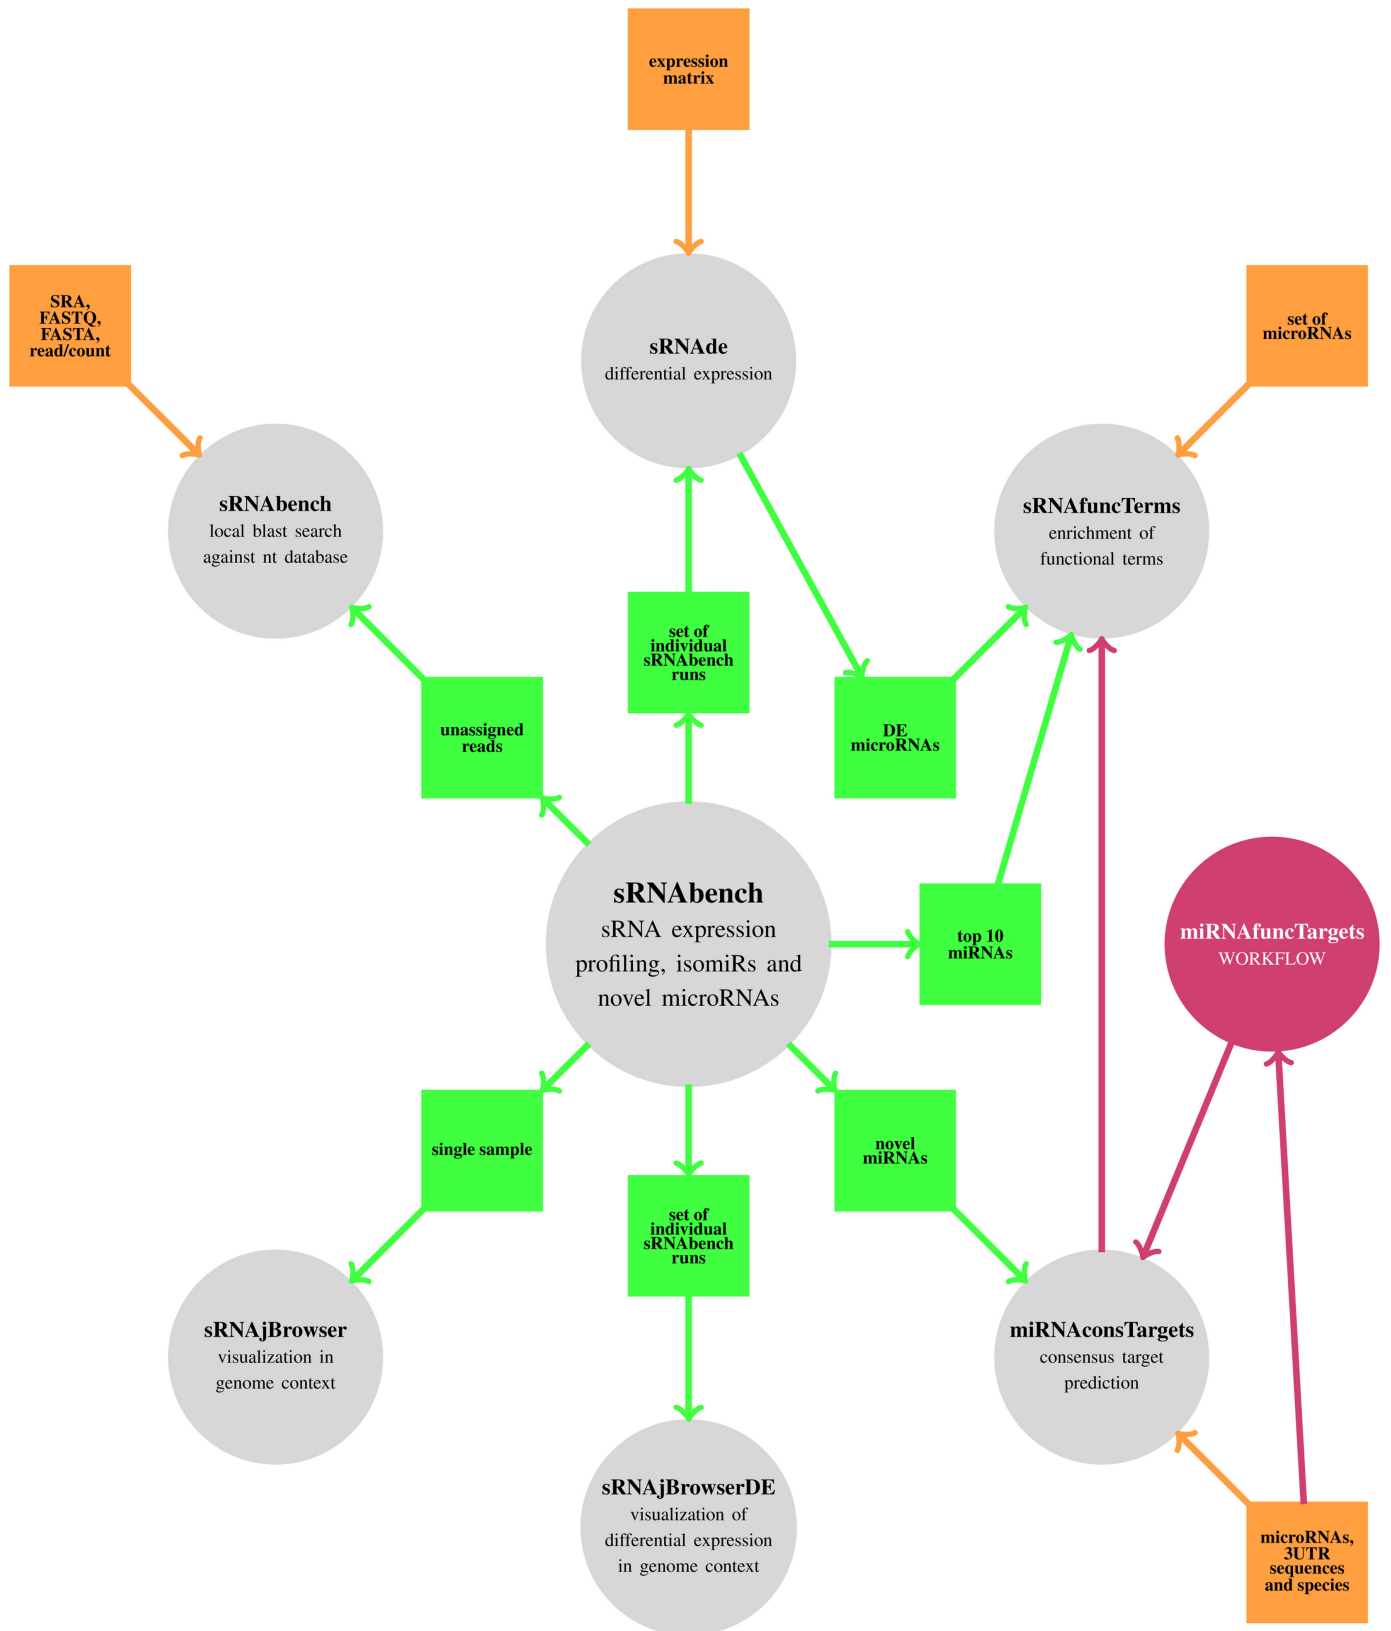 expression
matrix
SRA,
FASTQ,
FASTA,
read/count
set of
microRNAs
sRNAde
differential expression
sRNAbench
local blast search
against nt database
sRNAfuncTerms
enrichment of
functional terms
set of
individual
sRNAbench
runs
unassigned
reads
DE
microRNAs
sRNAbench
sRNA expression
profiling, isomiRs and
novel microRNAs
top 10
miRNAs
miRNAfuncTargets
WORKFLOW
single sample
novel
miRNAs
set of
individual
sRNAbench
runs
sRNAjBrowser
visualization in
genome context
miRNAconsTargets
consensus target
prediction
sRNAjBrowserDE
visualization of
differential expression
in genome context
microRNAs,
3UTR
sequences
and species